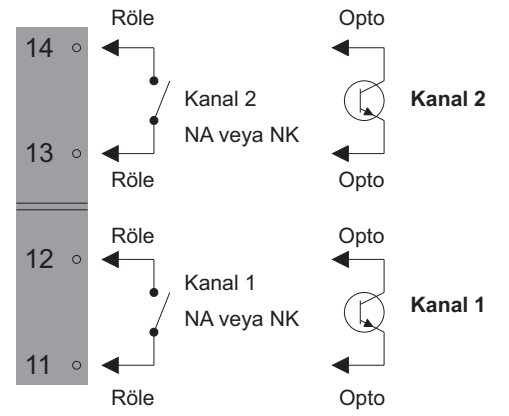 Röle Opto
14
Kanal 2 Kanal 2
NA veya NK
13
Röle Opto
Röle Opto
12
Kanal 1 Kanal 1
NA veya NK
11
Röle Opto